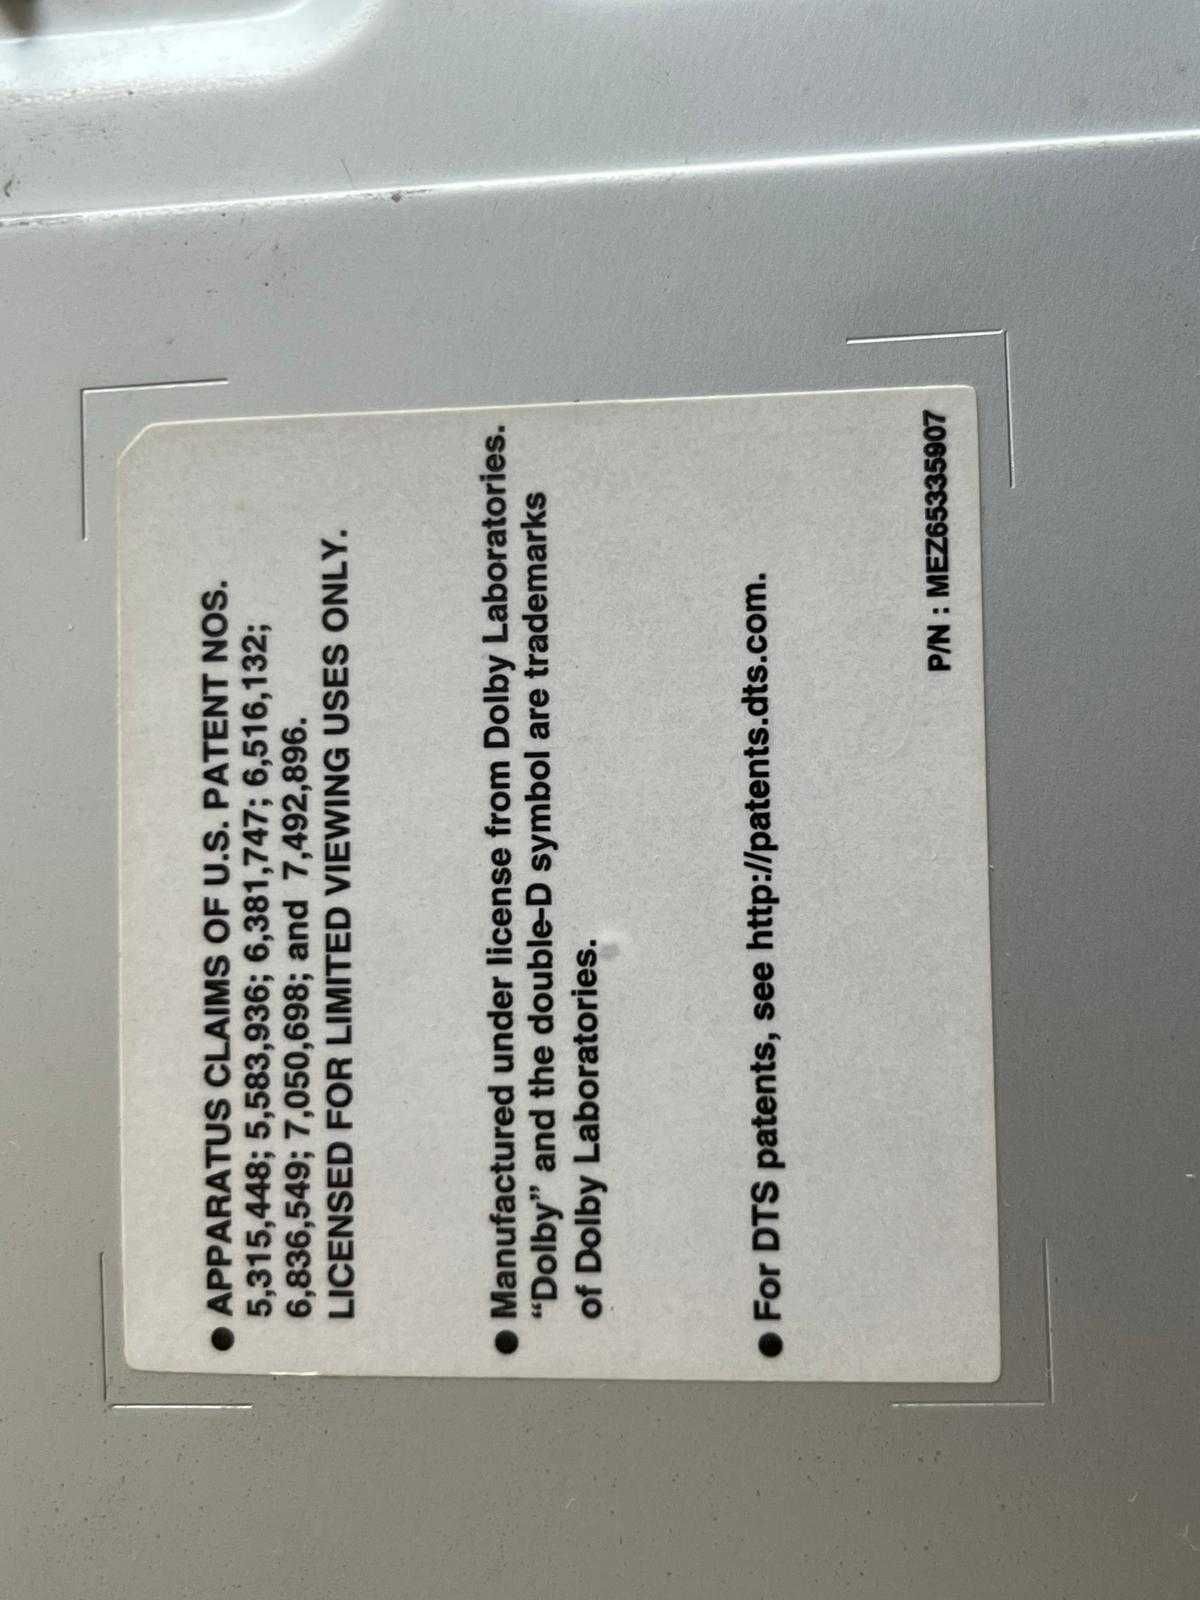 ● APPARATUS CLAIMS OF U.S. PATENT NOS.
5,315,448; 5,583,936; 6,381,747; 6,516,132;
6,836,549; 7,050,698; and 7,492,896.
LICENSED FOR LIMITED VIEWING USES ONLY.
● Manufactured under license from Dolby Laboratories.
“Dolby” and the double-D symbol are trademarks
of Dolby Laboratories.
● For DTS patents, see http://patents.dts.com.
P/N : MEZ65335907